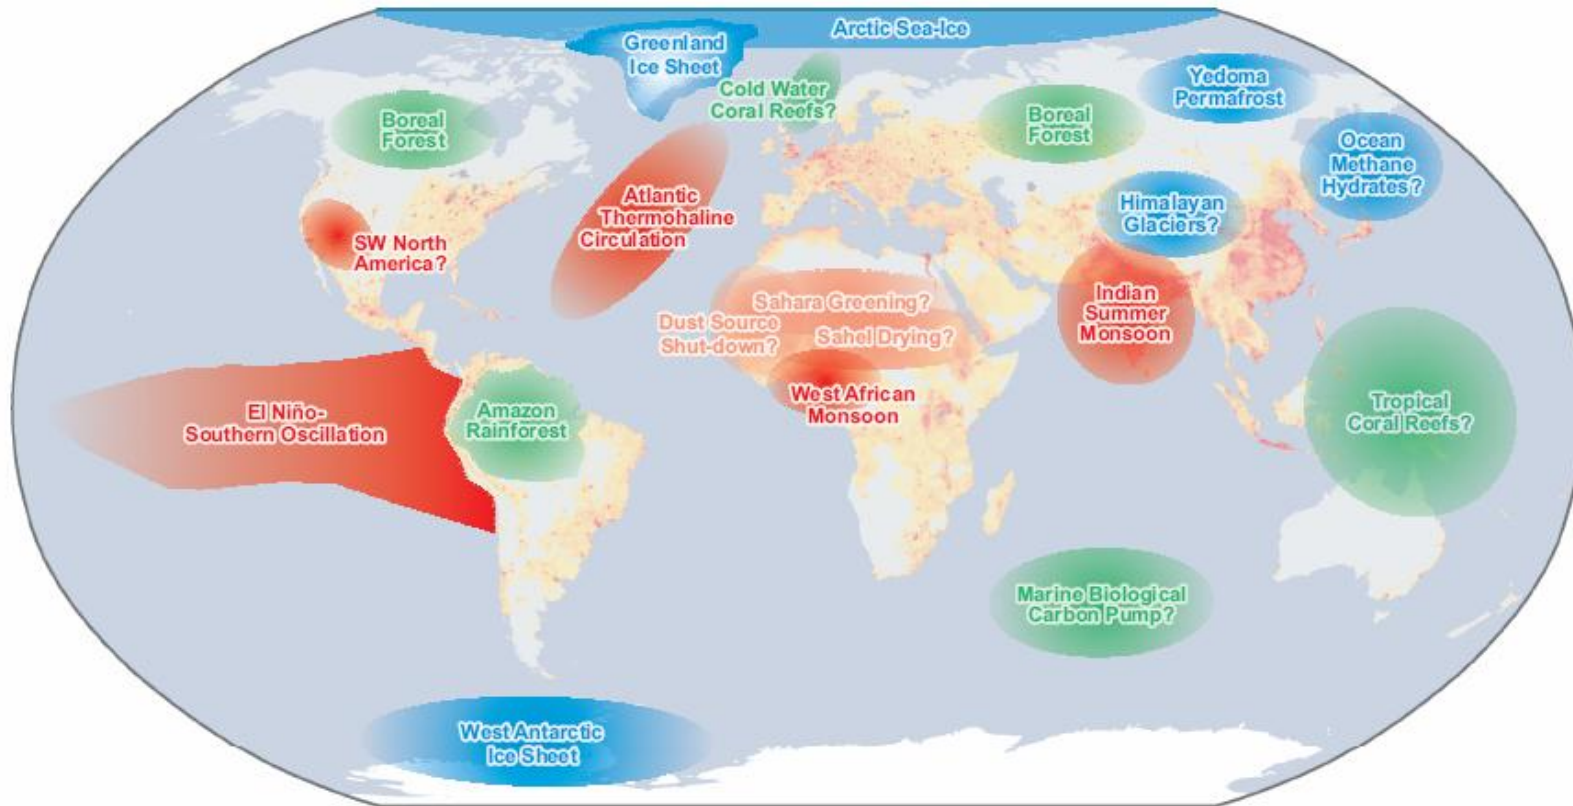 Arctic Sea-Ice
Greenland
Ice Sheet
Cold Water
Coral Reefs?
Yedoma
Permafrost
Boreal
Forest
Boreal
Forest
Ocean
Methane
Hydrates?
Atlantic
Thermohaline
Circulation
Himalayan
Glaciers?
SW North
America?
Sahara Greening?
Dust Source
Shut-down?
Sahel Drying?
Indian
Summer
Monsoon
West African
Monsoon
El Niño-
Southern Oscillation
Amazon
Rainforest
Tropical
Coral Reefs?
Marine Biological
Carbon Pump?
West Antarctic
Ice Sheet